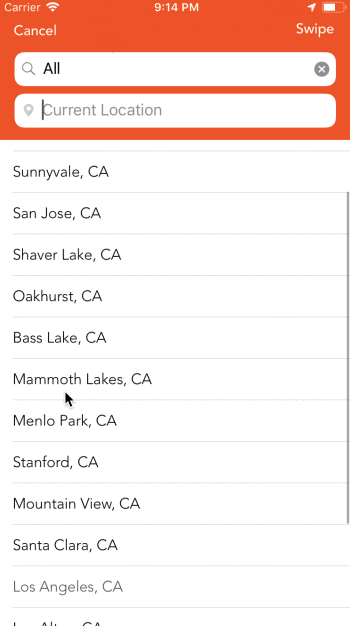 Carrier 9:14 PM
Cancel Swipe
All
Current Location
Sunnyvale, CA
San Jose, CA
Shaver Lake, CA
Oakhurst, CA
Bass Lake, CA
Mammoth Lakes, CA
Menlo Park, CA
Stanford, CA
Mountain View, CA
Santa Clara, CA
Los Angeles, CA